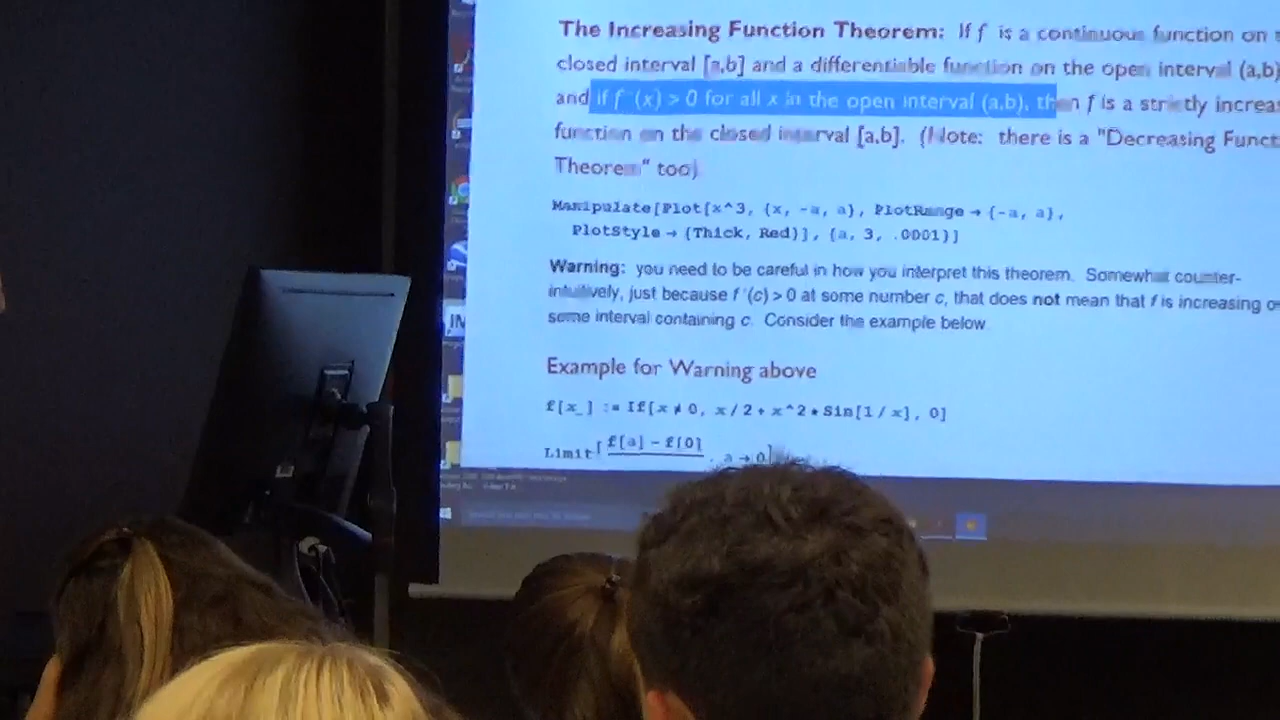 The Increasing Function Theorem: If f is a continuous function on
closed interval [a,b] and a differentiable function on the open interval (a,b)
and if f '(x) > 0 for all x in the open interval (a,b), then f is a strictly increas
function on the closed interval [a,b]. (Note: there is a "Decreasing Funct
Theorem" too)
Manipulate[Plot[x^3, {x, -a, a}, PlotRange → {-a, a},
PlotStyle → {Thick, Red}], {a, 3, .0001}]
Warning: you need to be careful in how you interpret this theorem. Somewhat counter-
intuitively, just because f '(c) > 0 at some number c, that does not mean that f is increasing o
some interval containing c. Consider the example below
Example for Warning above
f[x_] := If[x ≠ 0, x/2 + x^2*Sin[1/x], 0]
Limit[ f[a] - f[0] , a → 0]